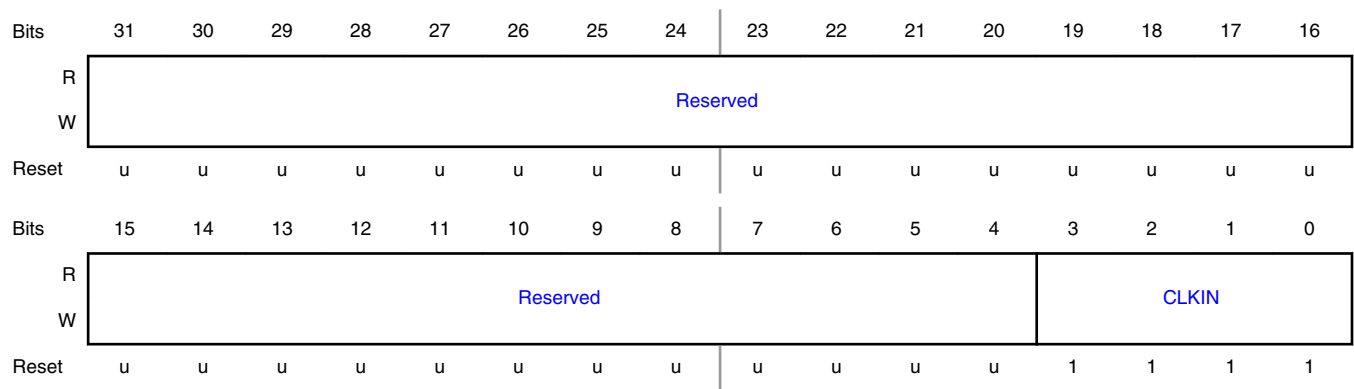 Bits 31 30 29 28 27 26 25 24 23 22 21 20 19 18 17 16
R
Reserved
W
Reset u u u u u u u u u u u u u u u u
Bits 15 14 13 12 11 10 9 8 7 6 5 4 3 2 1 0
R
Reserved CLKIN
W
Reset u u u u u u u u u u u u 1 1 1 1